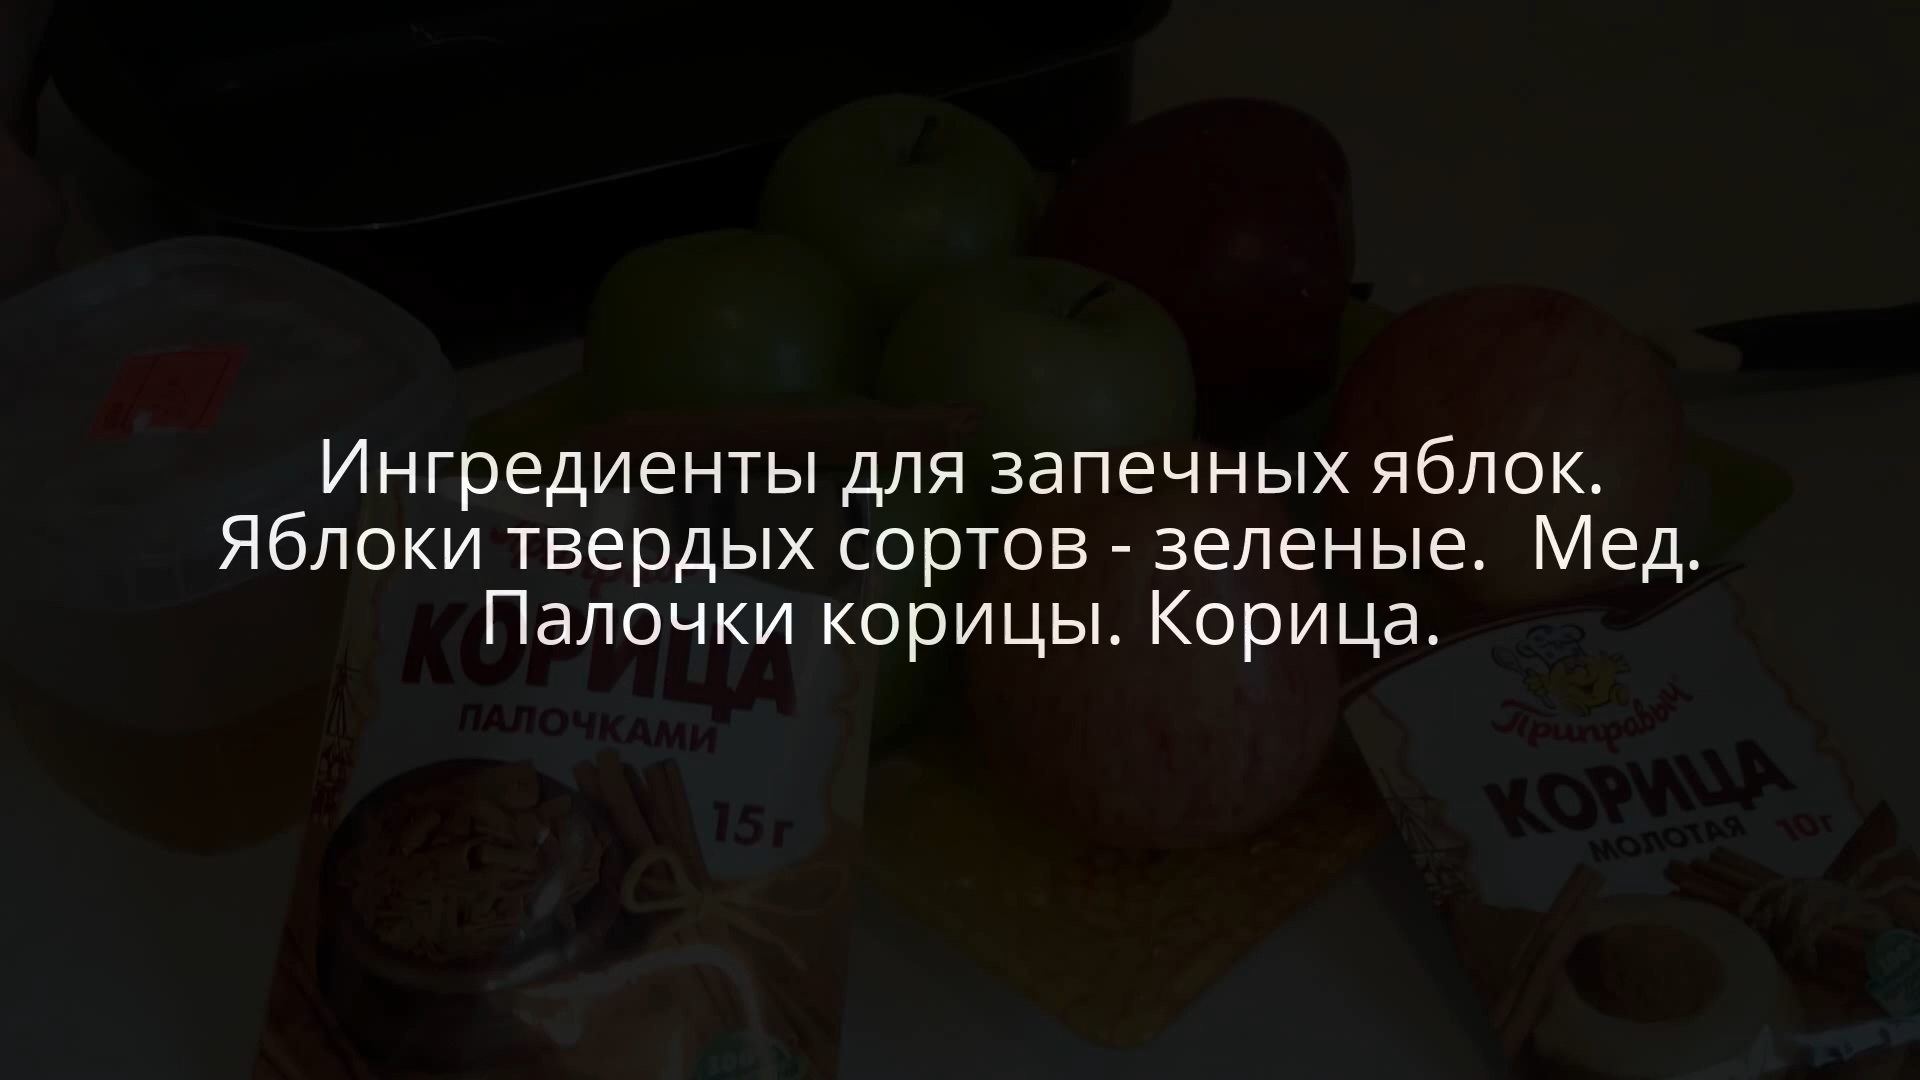 Ингредиенты для запечных яблок.
Яблоки твердых сортов - зеленые.  Мед.
Палочки корицы. Корица.
КОРИЦА
ПАЛОЧКАМИ
15г
Приправыч
КОРИЦА
МОЛОТАЯ 10г